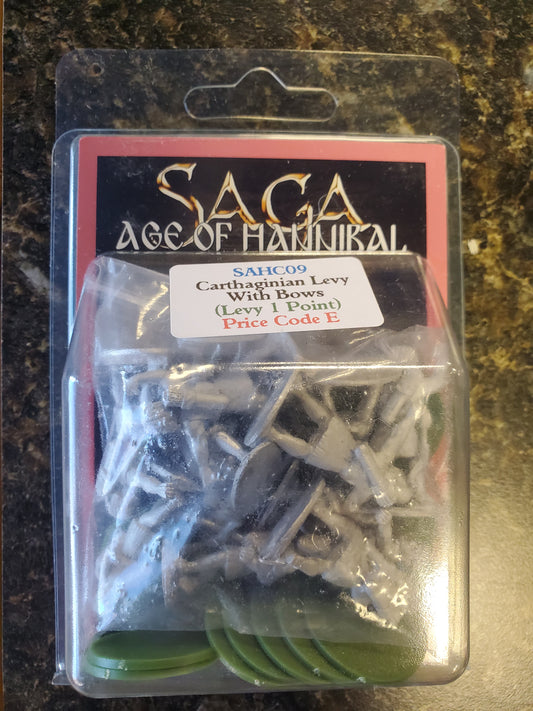 SAGA
AGE OF HANNIBAL
SAHC09
Carthaginian Levy
With Bows
(Levy 1 Point)
Price Code E